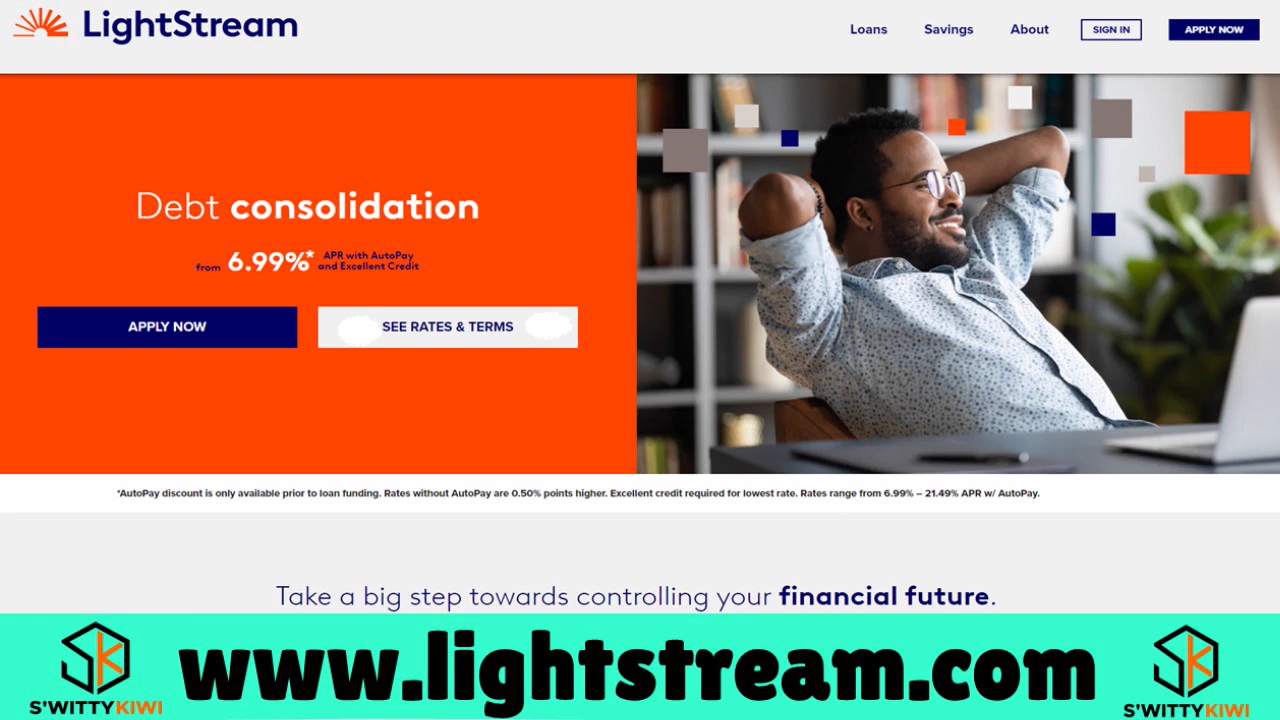 LightStream
Loans Savings About SIGN IN APPLY NOW
Debt consolidation
from 6.99%* APR with AutoPay
and Excellent Credit
APPLY NOW SEE RATES & TERMS
*AutoPay discount is only available prior to loan funding. Rates without AutoPay are 0.50% points higher. Excellent credit required for lowest rate. Rates range from 6.99% – 21.49% APR w/ AutoPay.
Take a big step towards controlling your financial future.
www.lightstream.com
SK S'WITTYKIWI
SK S'WITTYKIWI